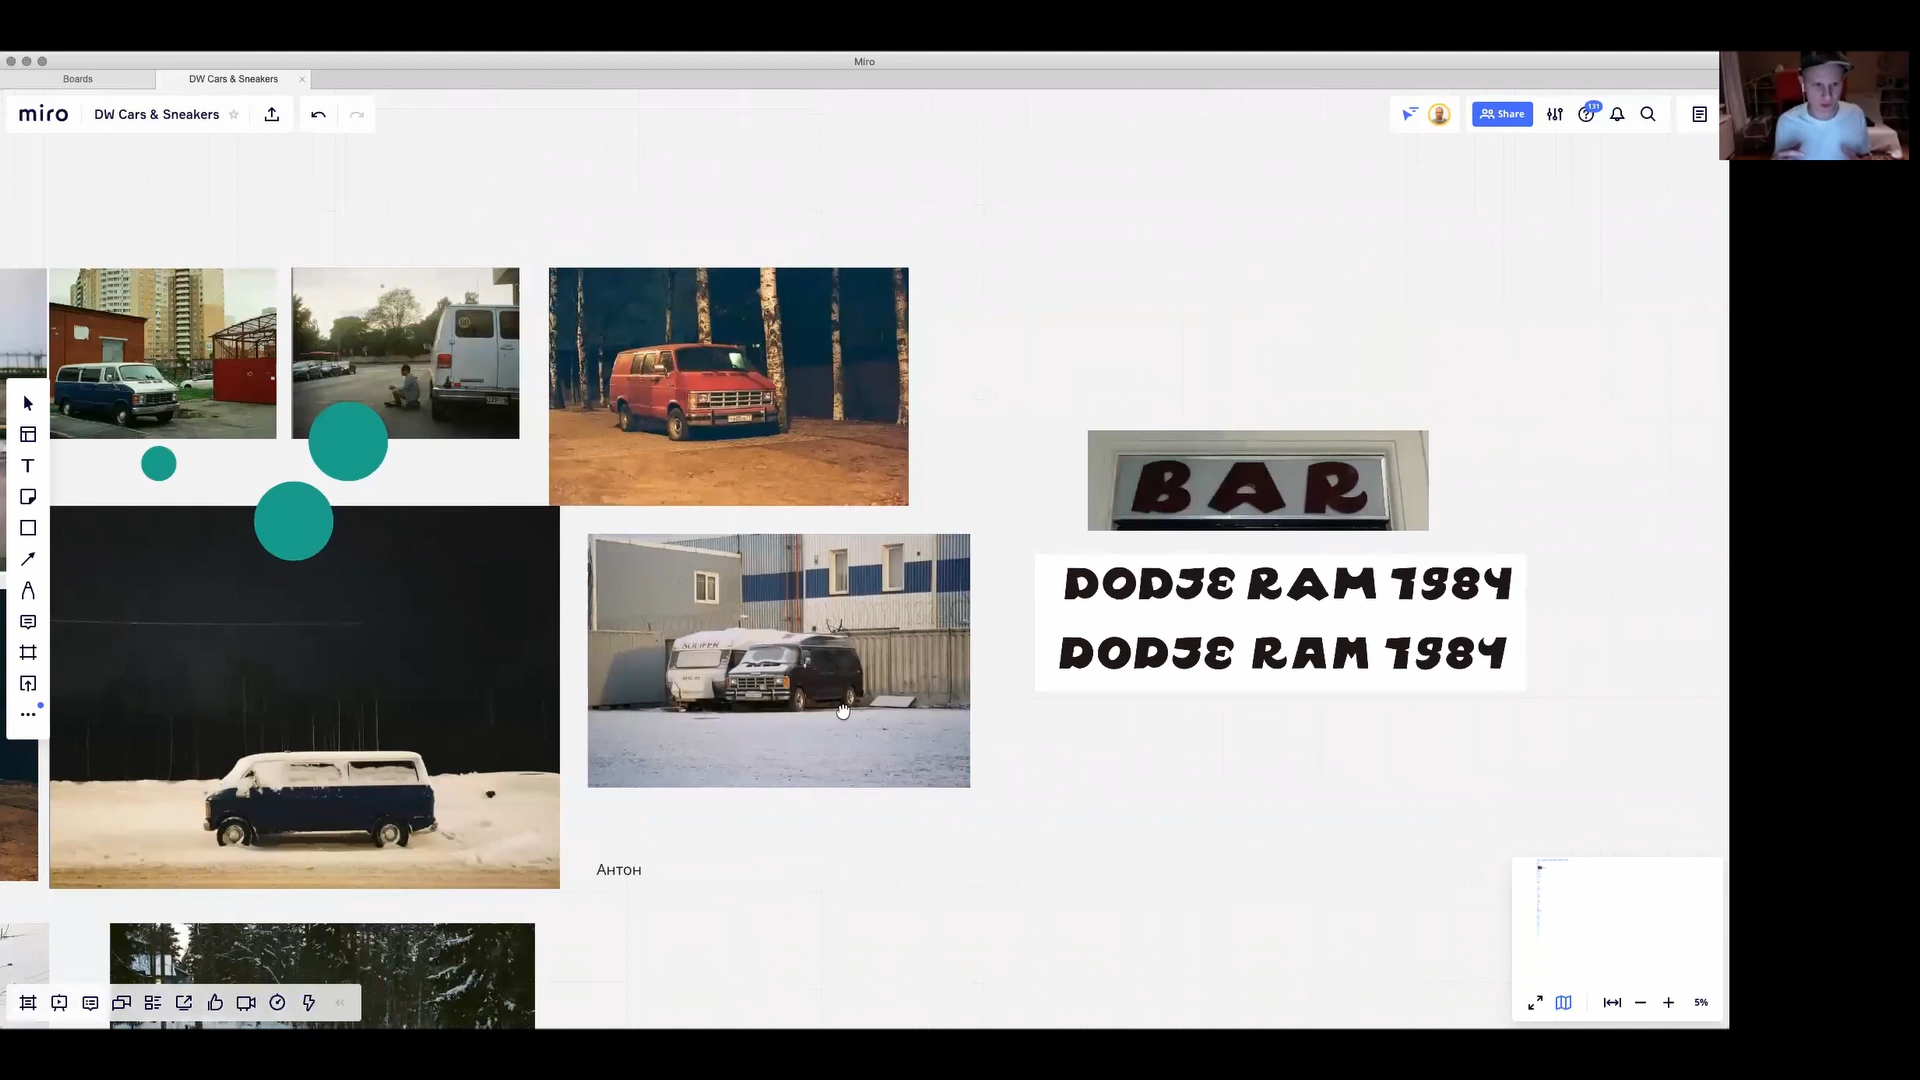 Miro
Boards
DW Cars & Sneakers
miro
DW Cars & Sneakers
Share
131
BAR
DODJE RAM 1984
DODJE RAM 1984
Антон
5%